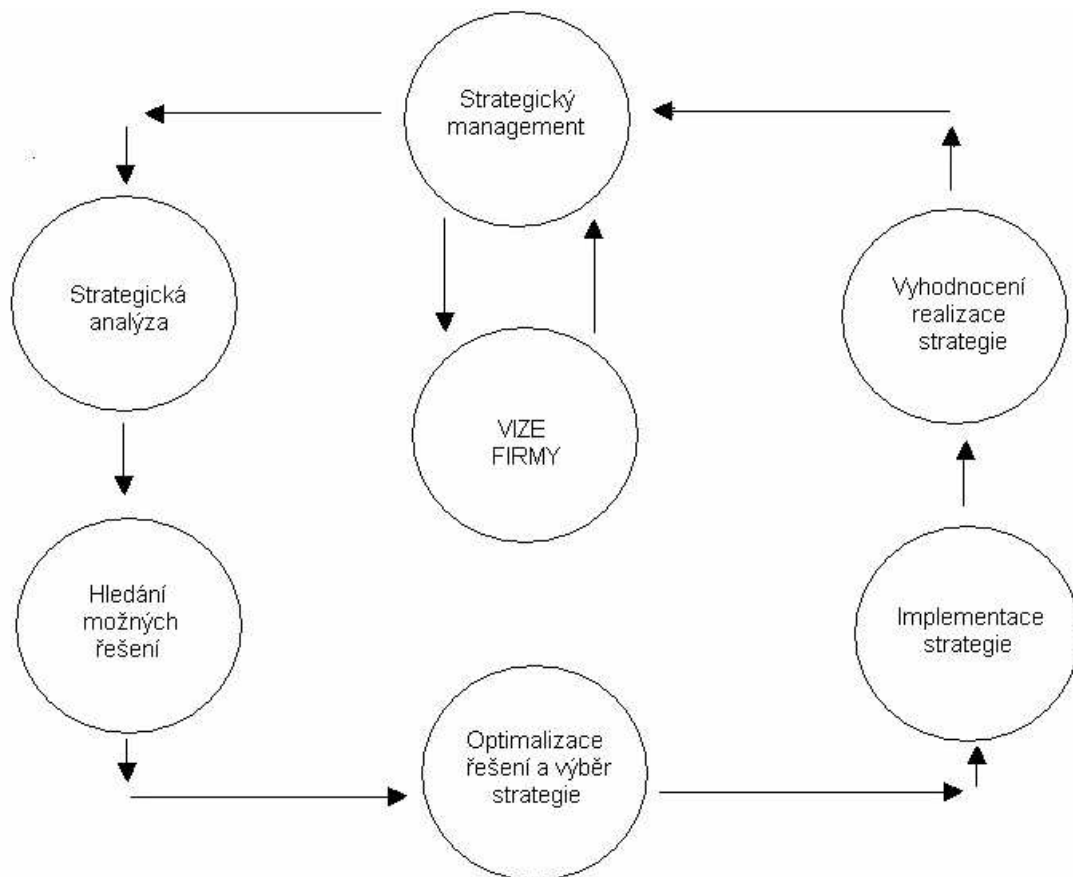 Strategický
management
Strategická
analýza
Vyhodnocení
realizace
strategie
VIZE
FIRMY
Hledání
možných
řešení
Implementace
strategie
Optimalizace
řešení a výběr
strategie